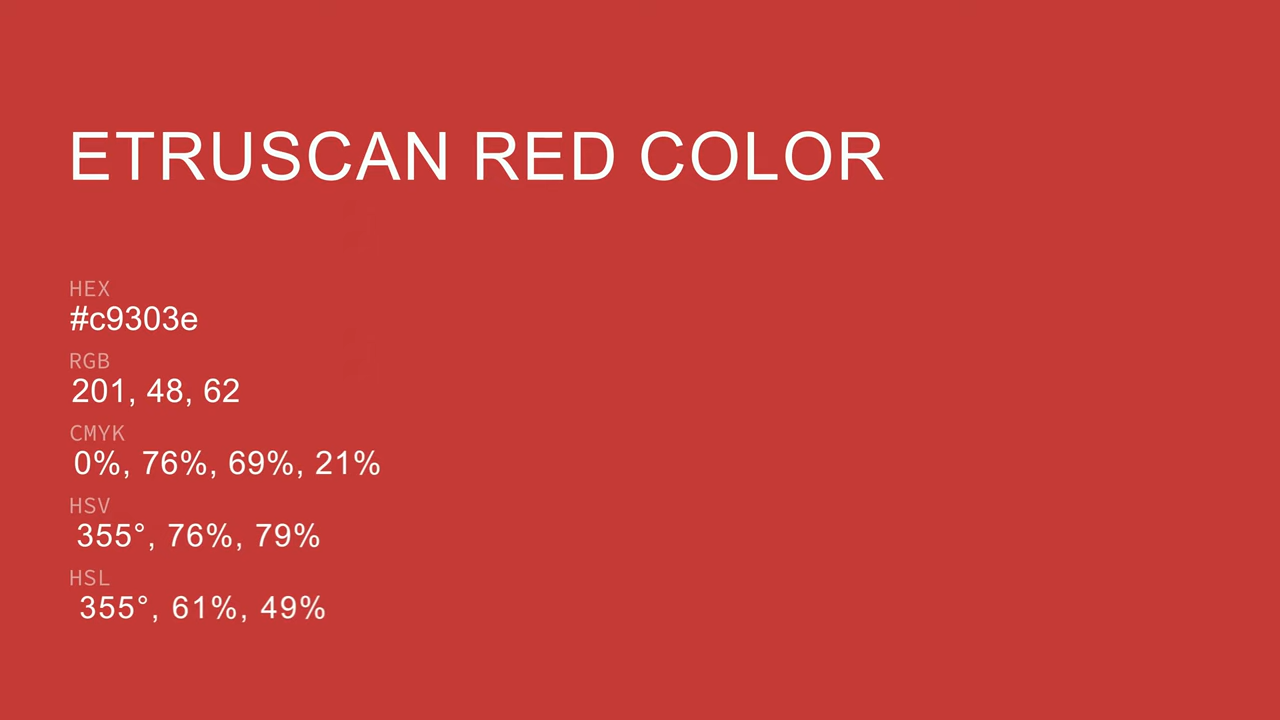 ETRUSCAN RED COLOR
HEX
#c9303e
RGB
201, 48, 62
CMYK
0%, 76%, 69%, 21%
HSV
355°, 76%, 79%
HSL
355°, 61%, 49%